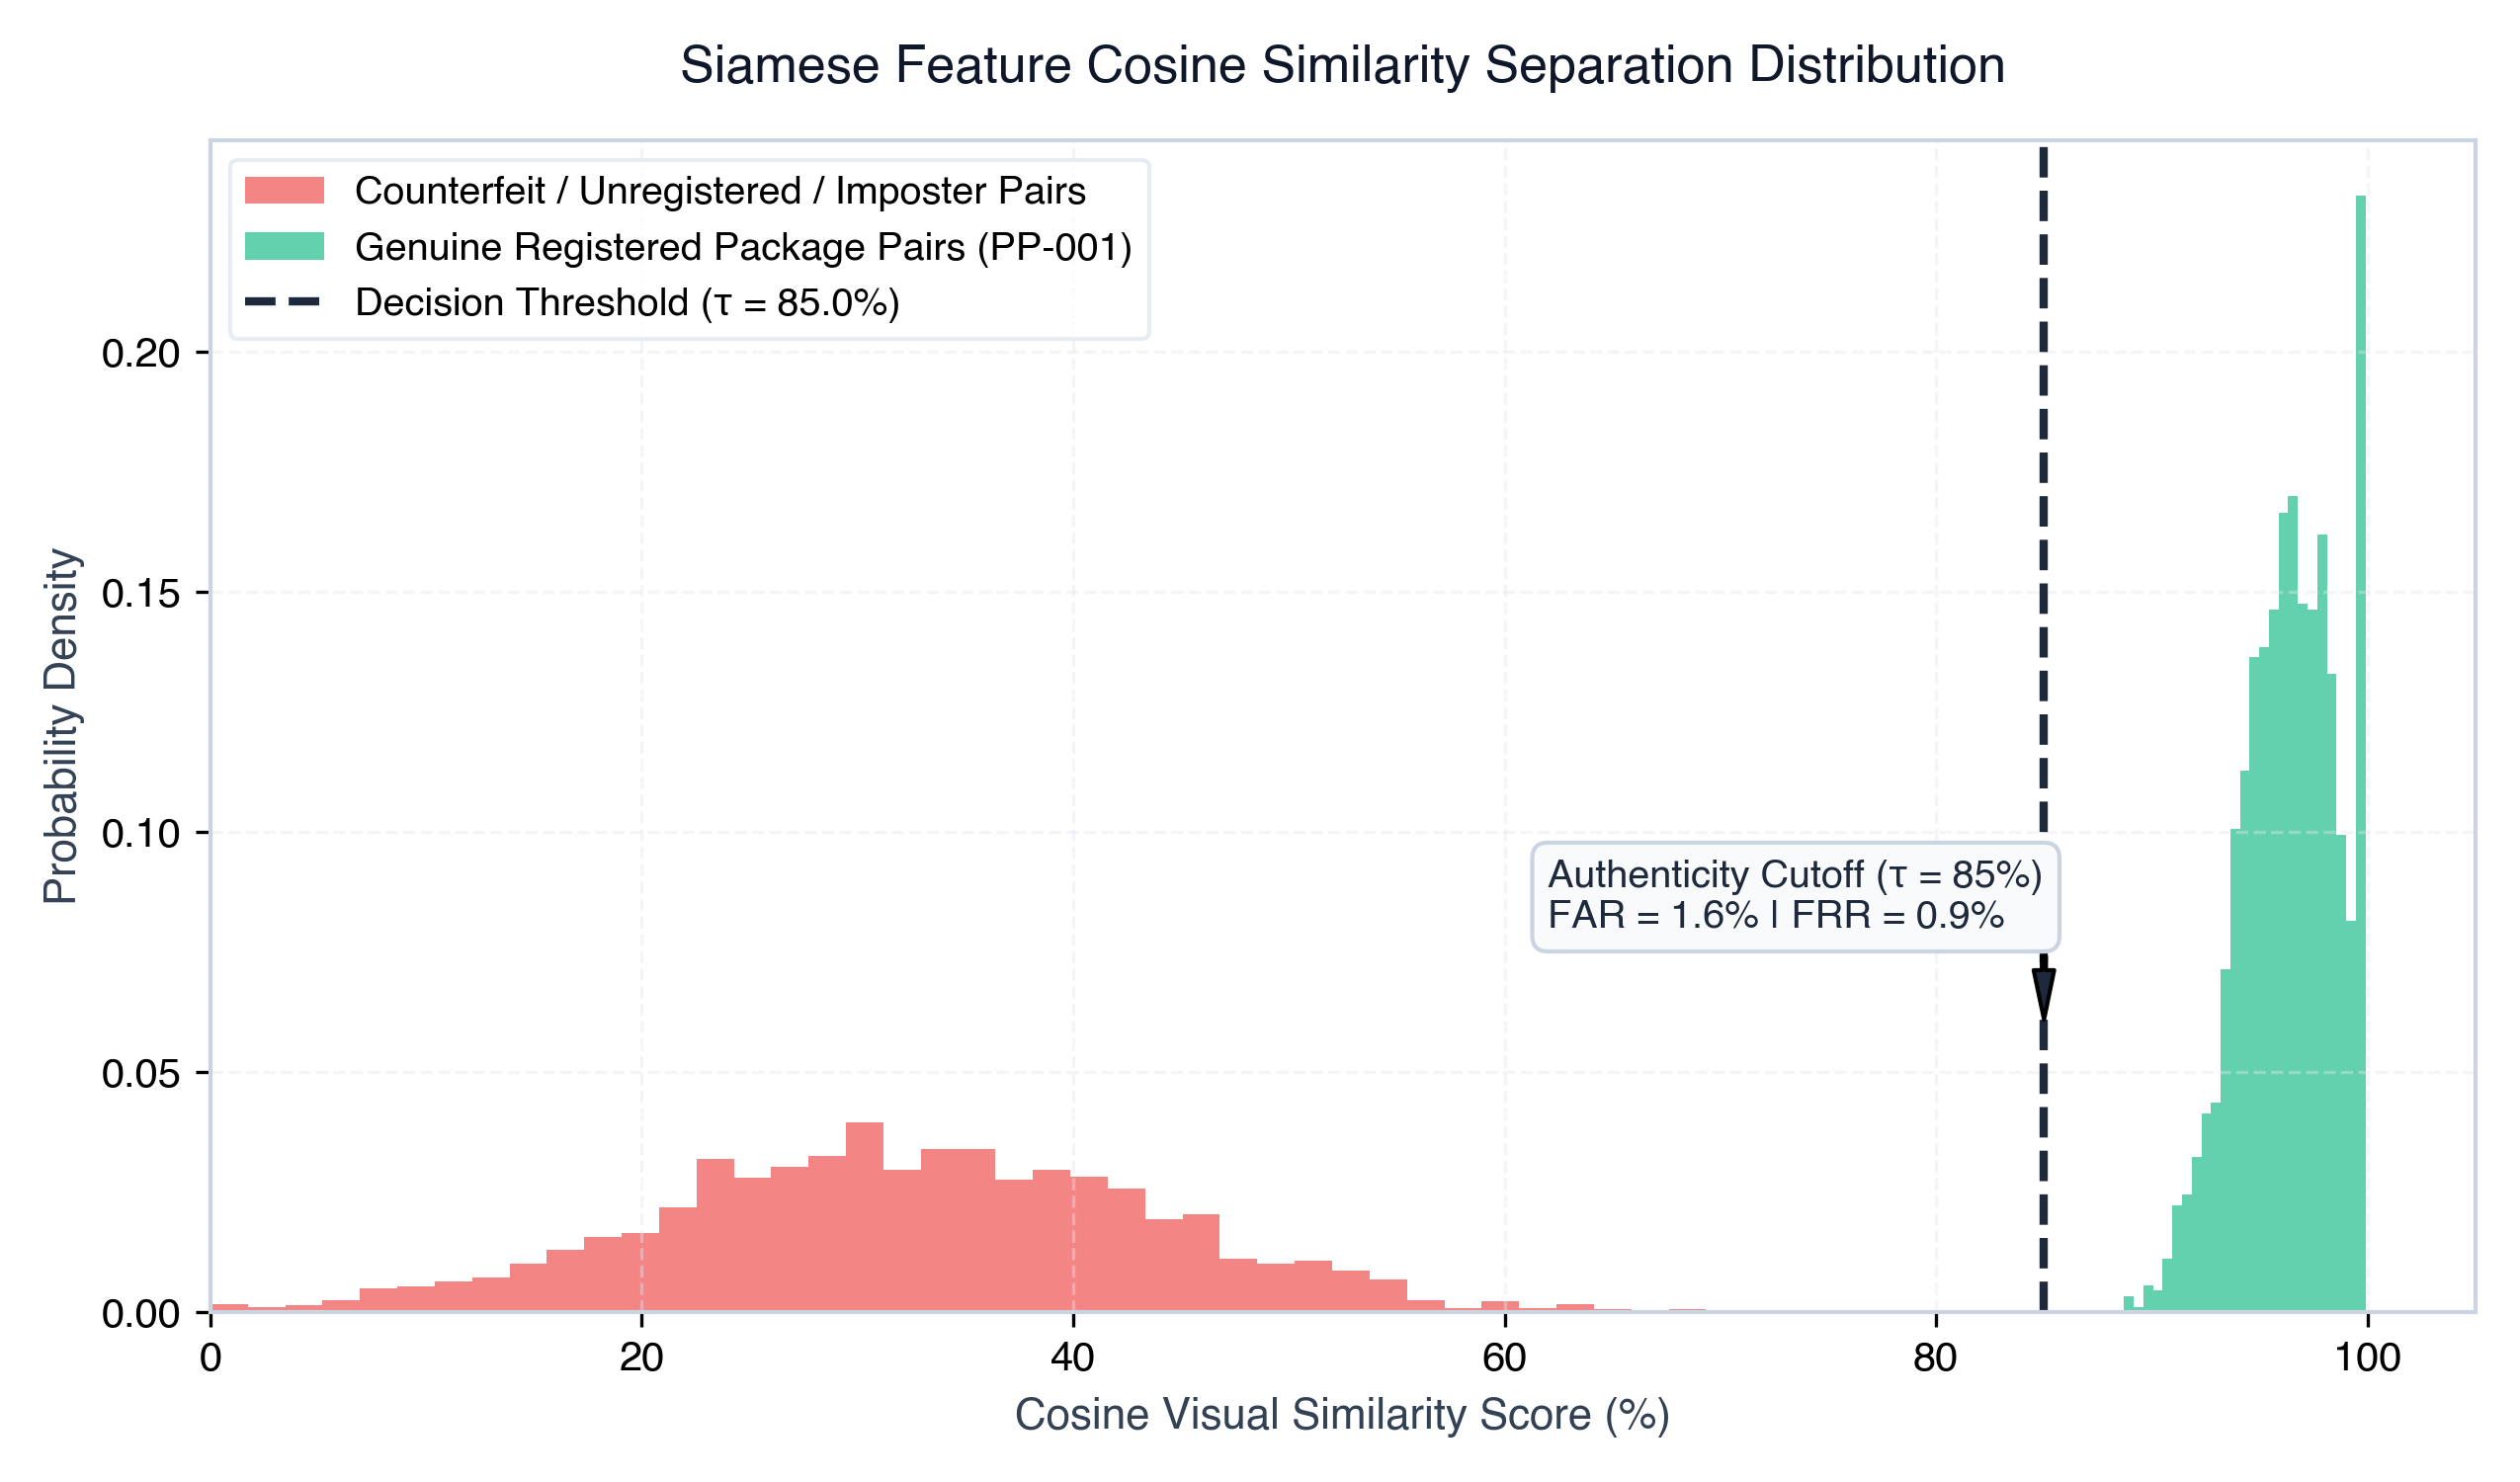 Siamese Feature Cosine Similarity Separation Distribution
Counterfeit / Unregistered / Imposter Pairs
Genuine Registered Package Pairs (PP-001)
Decision Threshold (τ = 85.0%)
Probability Density
0.20
0.15
0.10
0.05
0.00
Authenticity Cutoff (τ = 85%)
FAR = 1.6% | FRR = 0.9%
0 20 40 60 80 100
Cosine Visual Similarity Score (%)